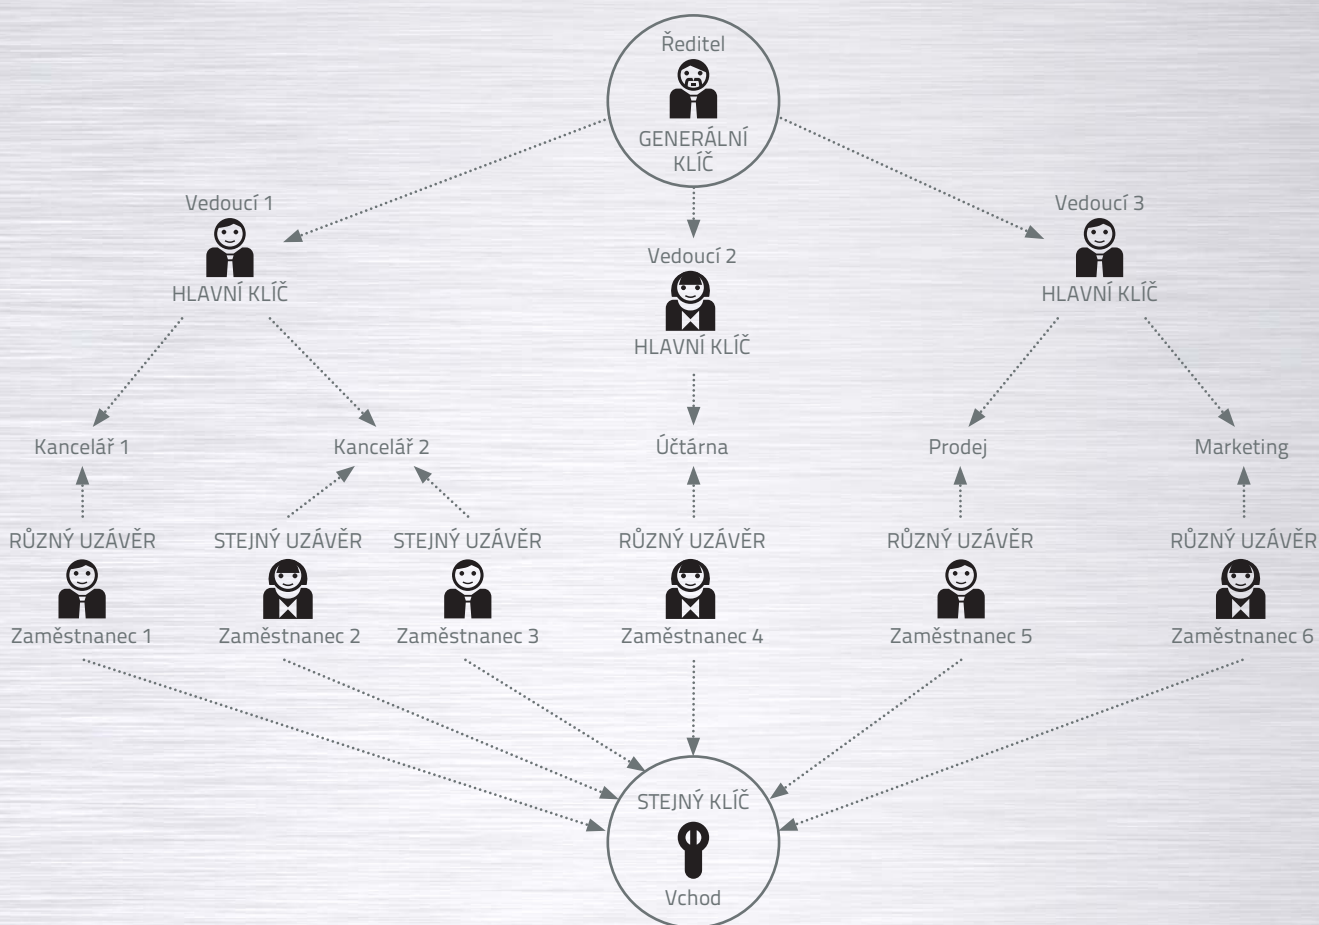 Ředitel
GENERÁLNÍ
KLÍČ
Vedoucí 1
HLAVNÍ KLÍČ
Vedoucí 2
HLAVNÍ KLÍČ
Vedoucí 3
HLAVNÍ KLÍČ
Kancelář 1
Kancelář 2
Účtárna
Prodej
Marketing
RŮZNÝ UZÁVĚR
STEJNÝ UZÁVĚR
STEJNÝ UZÁVĚR
RŮZNÝ UZÁVĚR
RŮZNÝ UZÁVĚR
RŮZNÝ UZÁVĚR
Zaměstnanec 1
Zaměstnanec 2
Zaměstnanec 3
Zaměstnanec 4
Zaměstnanec 5
Zaměstnanec 6
STEJNÝ KLÍČ
Vchod